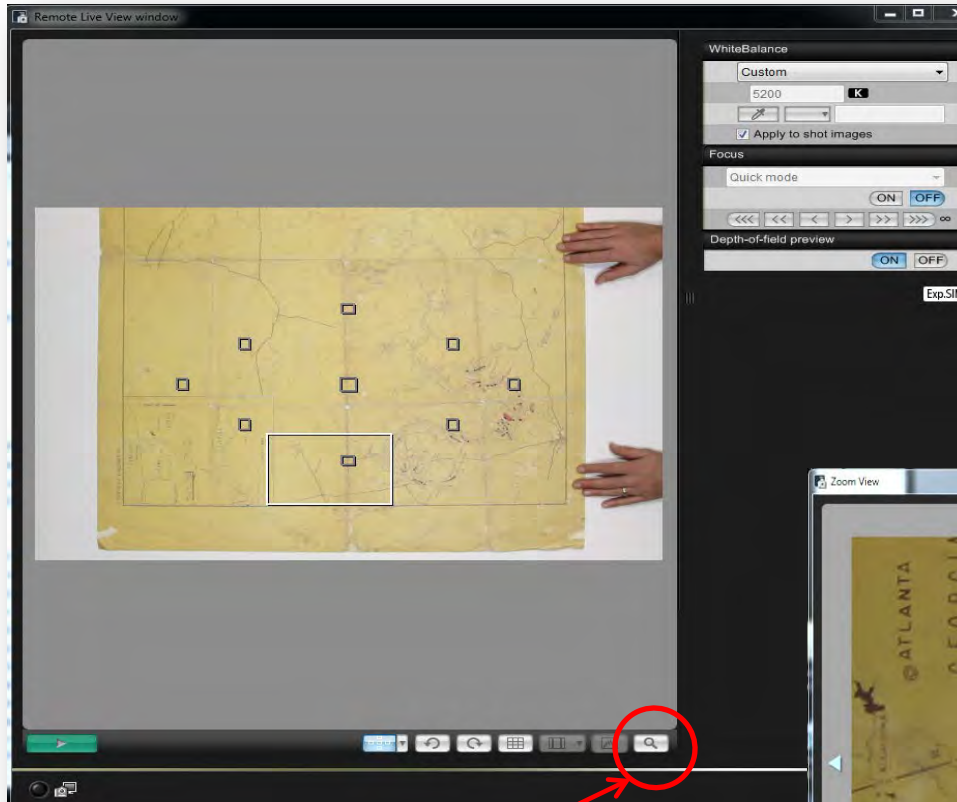 Remote Live View window
WhiteBalance
Custom
5200 K
Apply to shot images
Focus
Quick mode
ON OFF
<<< << < > >> >>> ∞
Depth-of-field preview
ON OFF
Exp.SIM
Zoom View
@ATLANTA